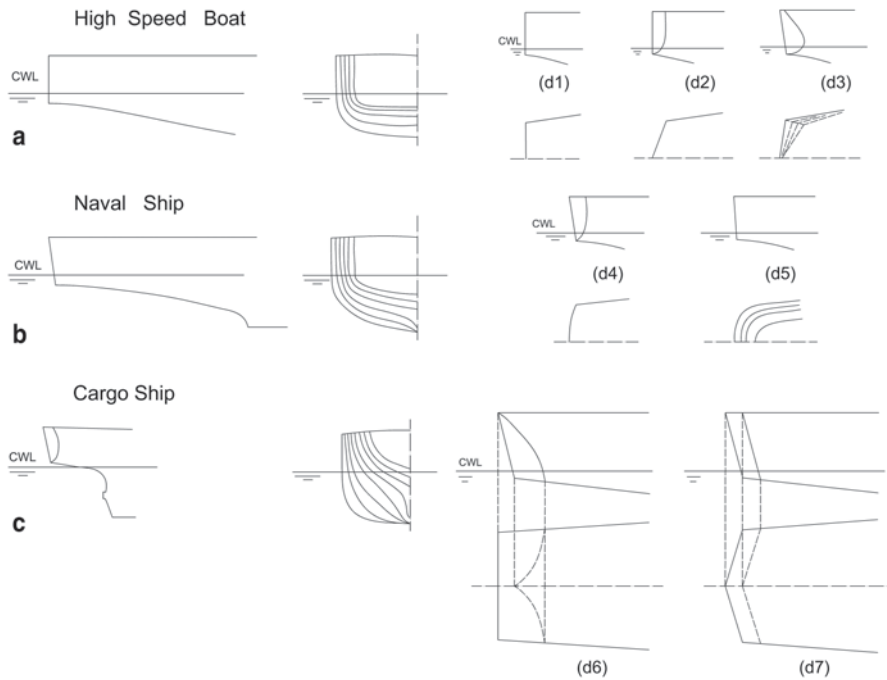 High Speed Boat
CWL
a
CWL
(d1)
(d2)
(d3)
Naval Ship
CWL
b
CWL
(d4)
(d5)
Cargo Ship
CWL
c
CWL
(d6)
(d7)